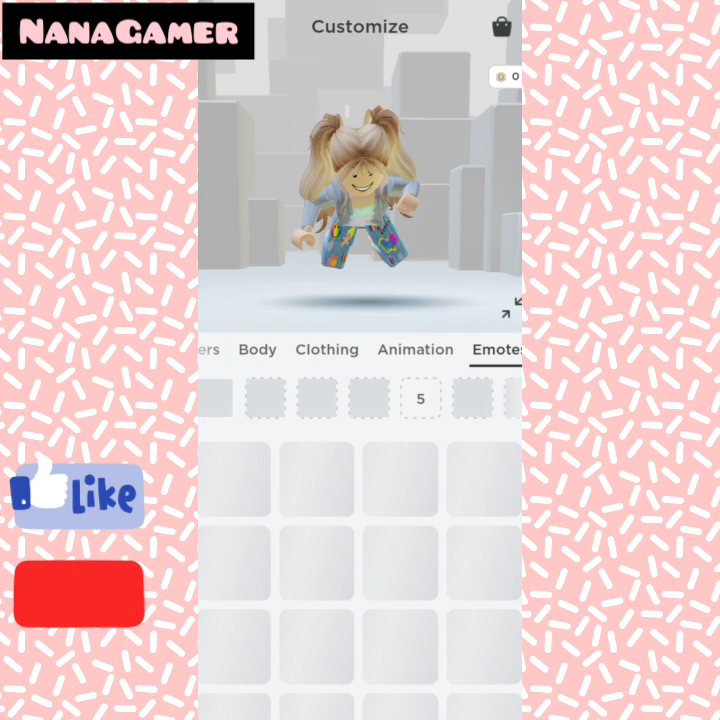 NANAGAMER
Customize
0
ers Body Clothing Animation Emotes
5
Like